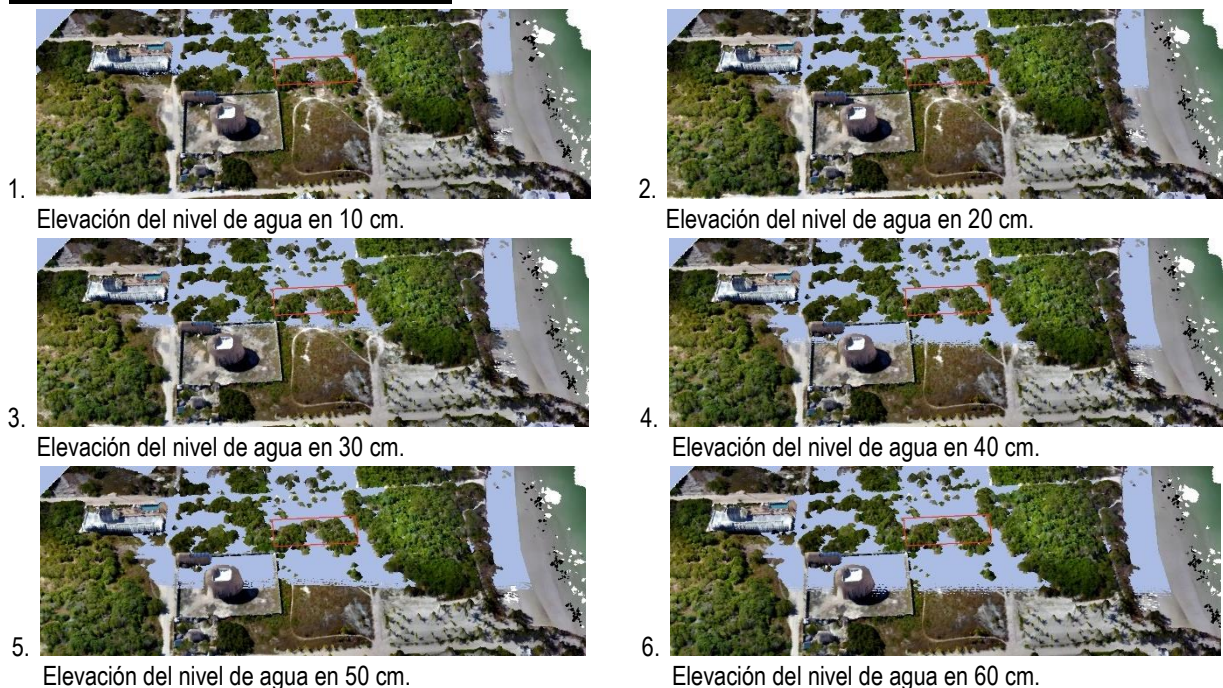 1.
Elevación del nivel de agua en 10 cm.
2.
Elevación del nivel de agua en 20 cm.
3.
Elevación del nivel de agua en 30 cm.
4.
Elevación del nivel de agua en 40 cm.
5.
Elevación del nivel de agua en 50 cm.
6.
Elevación del nivel de agua en 60 cm.